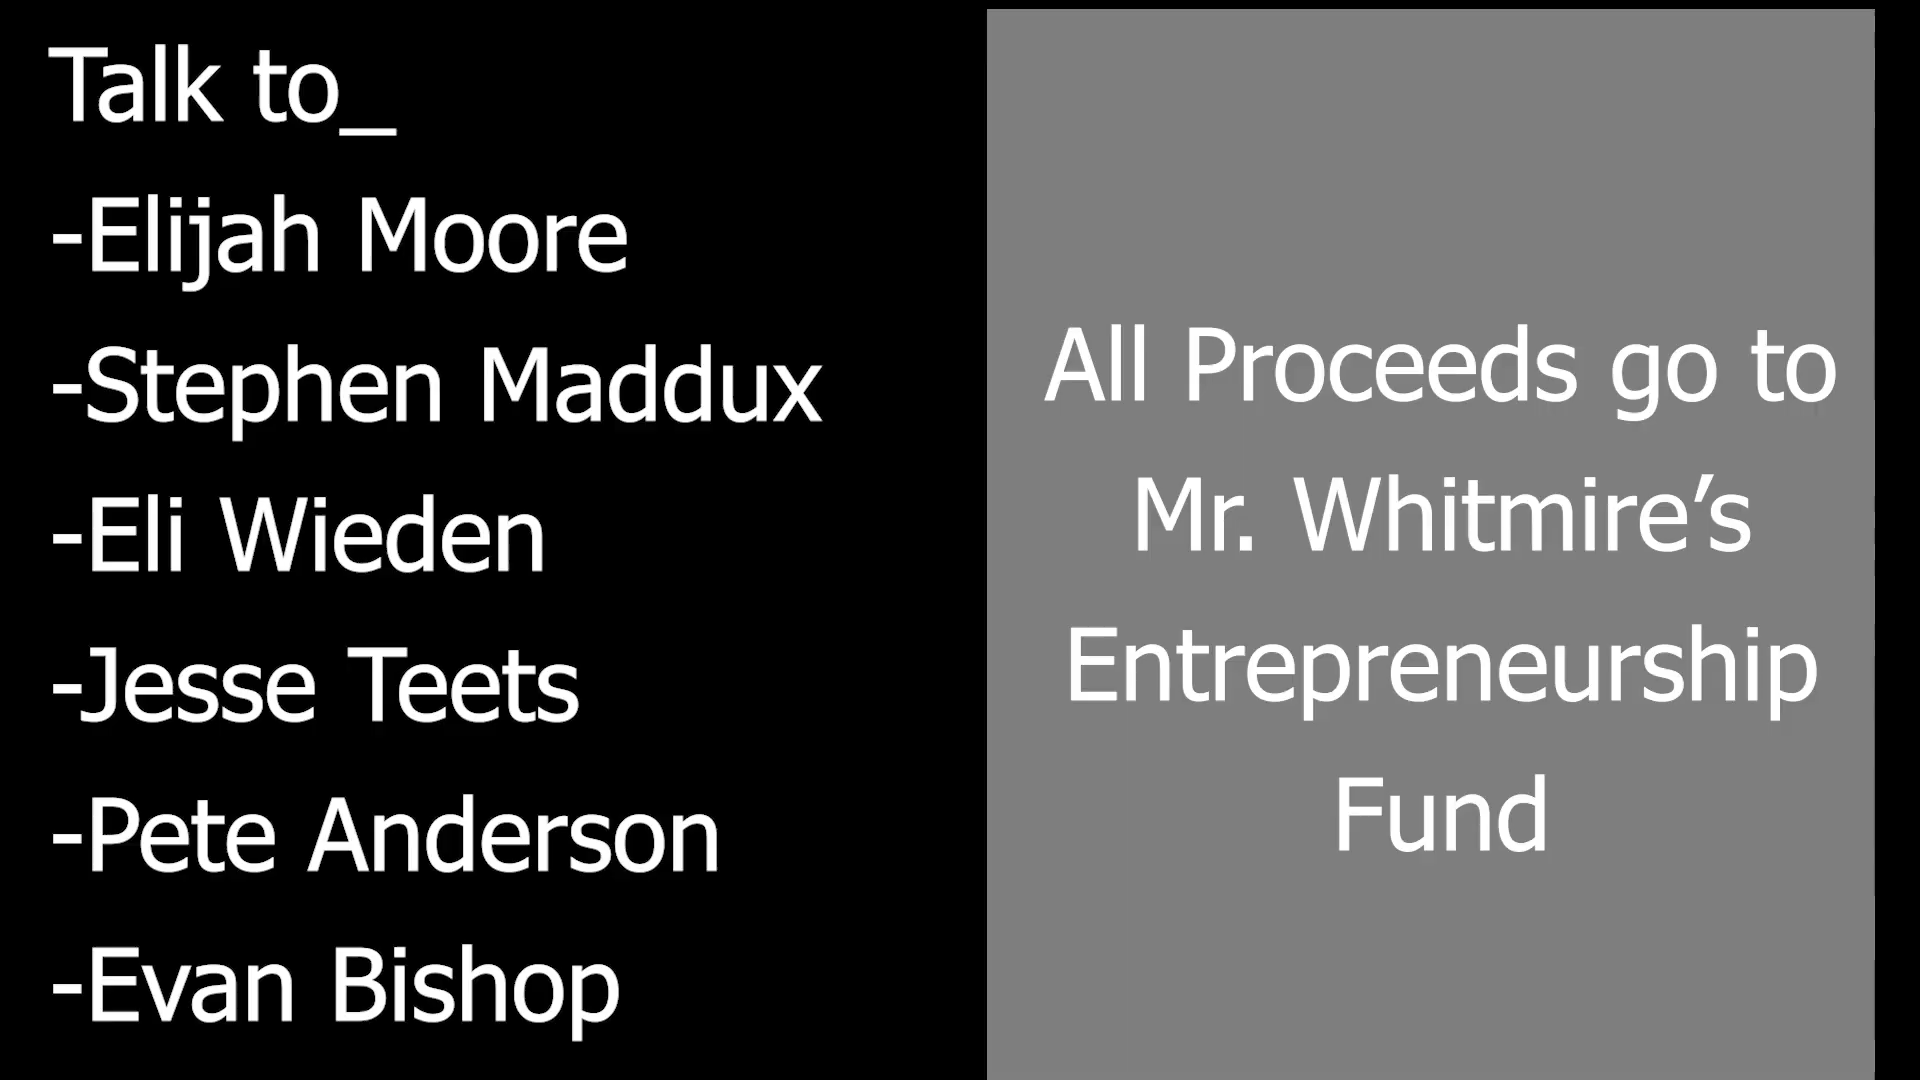 Talk to_
-Elijah Moore
-Stephen Maddux
-Eli Wieden
-Jesse Teets
-Pete Anderson
-Evan Bishop
All Proceeds go to
Mr. Whitmire’s
Entrepreneurship
Fund